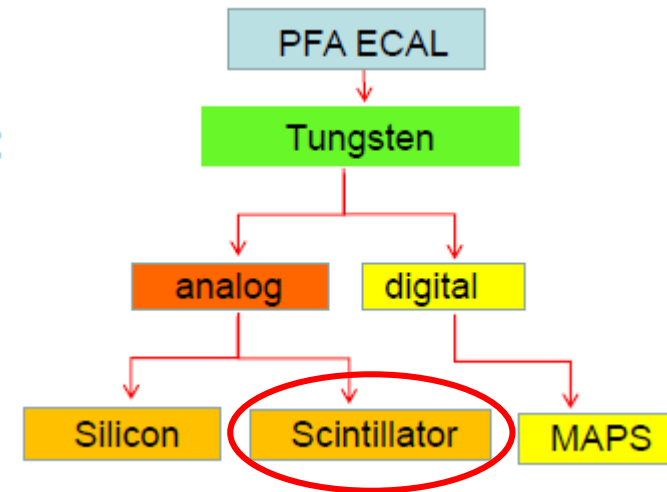 PFA ECAL
Tungsten
analog
digital
Silicon
Scintillator
MAPS